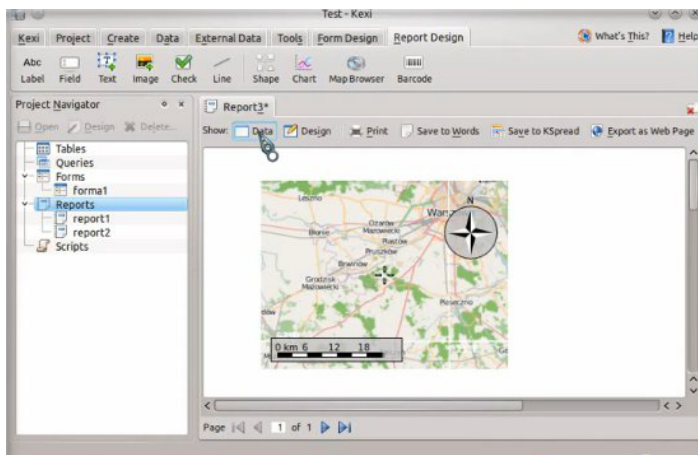 Test - Kexi
Kexi Project Create Data External Data Tools Form Design Report Design What's This? Help
Abc
Label Field Text Image Check Line Shape Chart Map Browser Barcode
Project Navigator
Open Design Delete...
Tables
Queries
Forms
forma1
Reports
report1
report2
Scripts
Report3*
Show: Data Design Print Save to Words Save to KSpread Export as Web Page
Leszno
N
Błonie
Ożarów
Mazowiecki
Piastów
Pruszków
Brwinów
Grodzisk
Mazowiecki
Piaseczno
0 km 6 12 18
Page 1 of 1